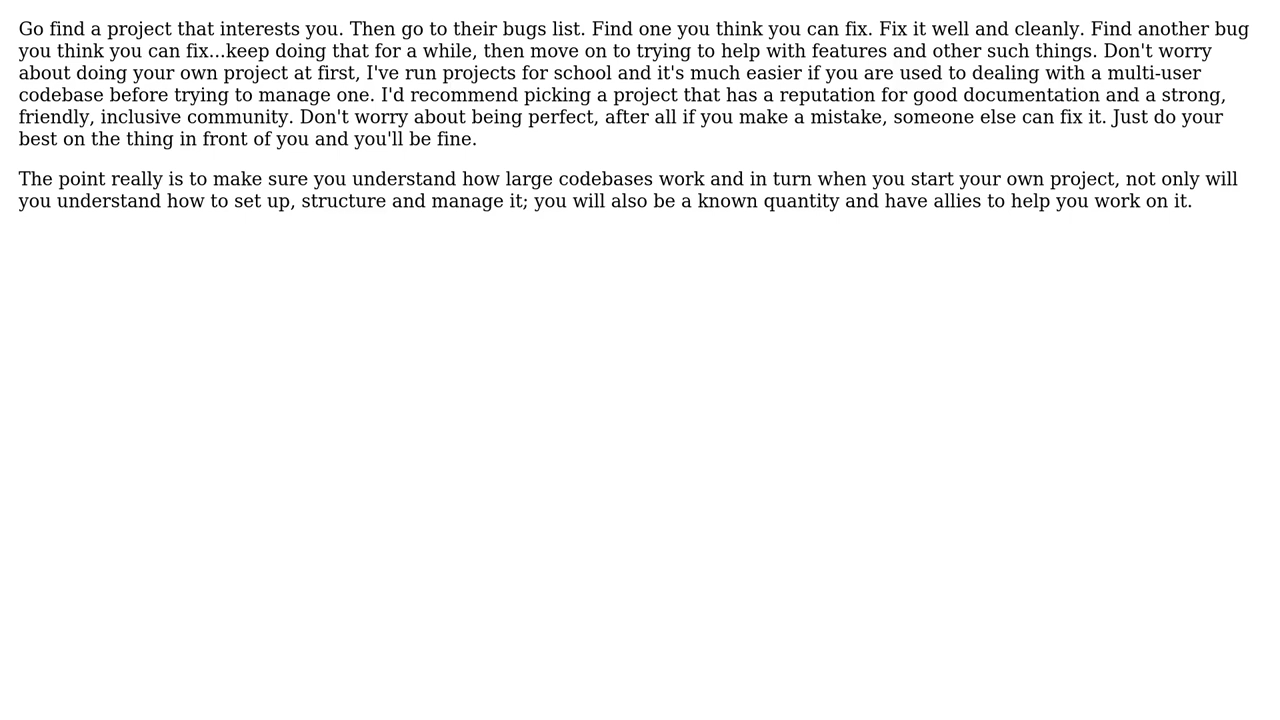 Go find a project that interests you. Then go to their bugs list. Find one you think you can fix. Fix it well and cleanly. Find another bug
you think you can fix...keep doing that for a while, then move on to trying to help with features and other such things. Don't worry
about doing your own project at first, I've run projects for school and it's much easier if you are used to dealing with a multi-user
codebase before trying to manage one. I'd recommend picking a project that has a reputation for good documentation and a strong,
friendly, inclusive community. Don't worry about being perfect, after all if you make a mistake, someone else can fix it. Just do your
best on the thing in front of you and you'll be fine.
The point really is to make sure you understand how large codebases work and in turn when you start your own project, not only will
you understand how to set up, structure and manage it; you will also be a known quantity and have allies to help you work on it.